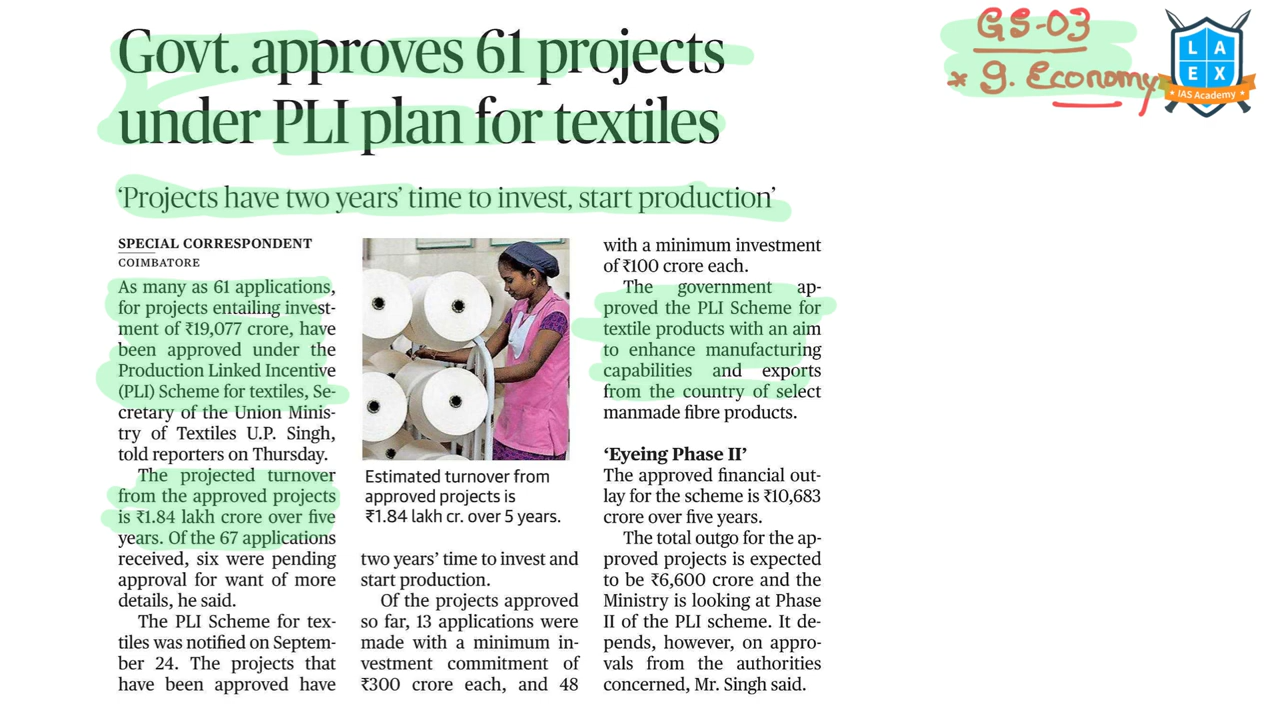 Govt. approves 61 projects
under PLI plan for textiles
‘Projects have two years’ time to invest, start production’
SPECIAL CORRESPONDENT
COIMBATORE
As many as 61 applications,
for projects entailing invest-
ment of ₹19,077 crore, have
been approved under the
Production Linked Incentive
(PLI) Scheme for textiles, Se-
cretary of the Union Minis-
try of Textiles U.P. Singh,
told reporters on Thursday.
The projected turnover
from the approved projects
is ₹1.84 lakh crore over five
years. Of the 67 applications
received, six were pending
approval for want of more
details, he said.
The PLI Scheme for tex-
tiles was notified on Septem-
ber 24. The projects that
have been approved have
Estimated turnover from
approved projects is
₹1.84 lakh cr. over 5 years.
two years’ time to invest and
start production.
Of the projects approved
so far, 13 applications were
made with a minimum in-
vestment commitment of
₹300 crore each, and 48
with a minimum investment
of ₹100 crore each.
The government ap-
proved the PLI Scheme for
textile products with an aim
to enhance manufacturing
capabilities and exports
from the country of select
manmade fibre products.
‘Eyeing Phase II’
The approved financial out-
lay for the scheme is ₹10,683
crore over five years.
The total outgo for the ap-
proved projects is expected
to be ₹6,600 crore and the
Ministry is looking at Phase
II of the PLI scheme. It de-
pends, however, on appro-
vals from the authorities
concerned, Mr. Singh said.
GS-03
* g. Economy
L A
E X
IAS Academy